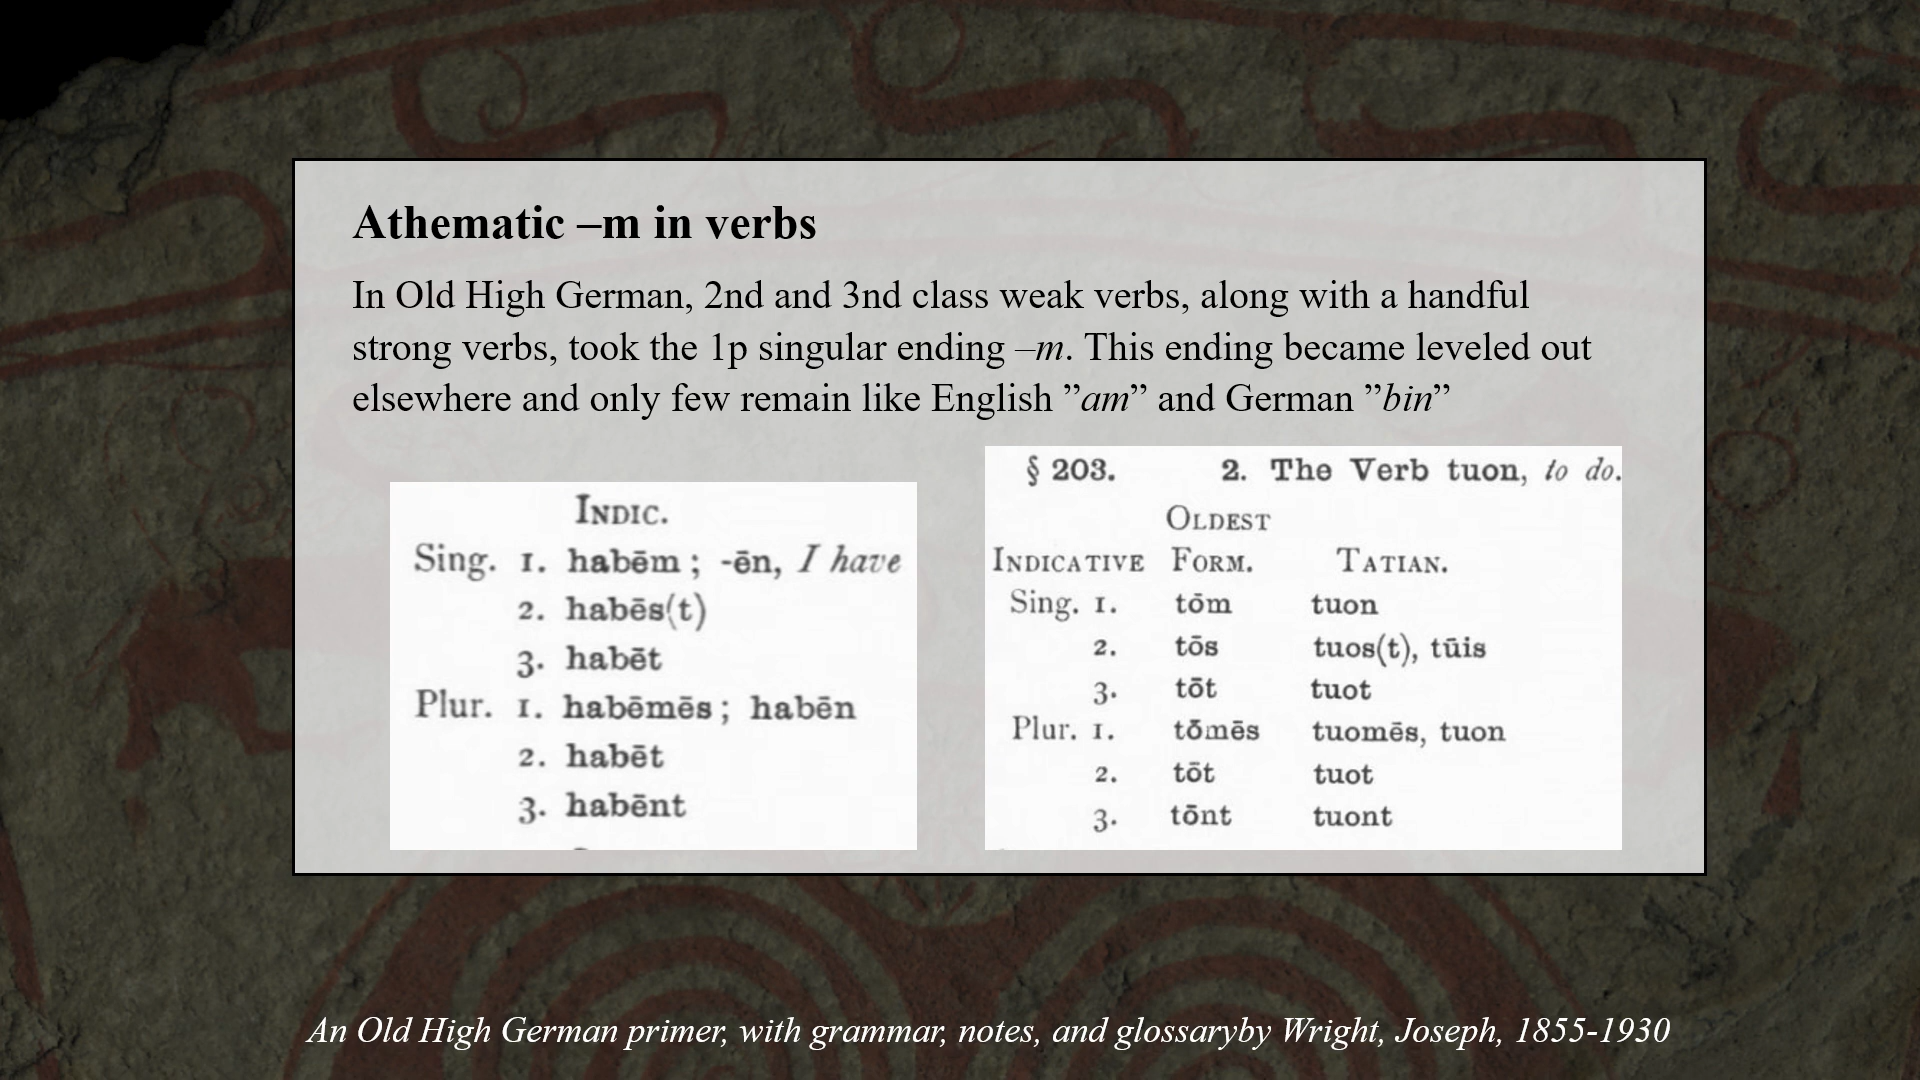 Athematic –m in verbs
In Old High German, 2nd and 3nd class weak verbs, along with a handful
strong verbs, took the 1p singular ending –m. This ending became leveled out
elsewhere and only few remain like English ”am” and German ”bin”
Indic.
Sing. 1. habēm ; -ēn, I have
2. habēs(t)
3. habēt
Plur. 1. habēmēs ; habēn
2. habēt
3. habēnt
§ 203. 2. The Verb tuon, to do.
Oldest
Indicative Form. Tatian.
Sing. 1. tōm tuon
2. tōs tuos(t), tūis
3. tōt tuot
Plur. 1. tōmēs tuomēs, tuon
2. tōt tuot
3. tōnt tuont
An Old High German primer, with grammar, notes, and glossaryby Wright, Joseph, 1855-1930